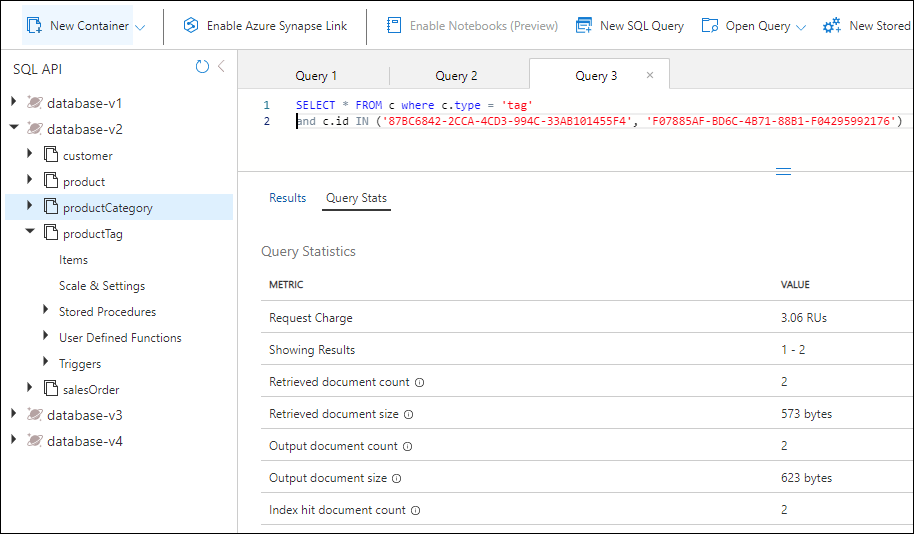 New Container
Enable Azure Synapse Link
Enable Notebooks (Preview)
New SQL Query
Open Query
New Stored
SQL API
database-v1
database-v2
customer
product
productCategory
productTag
Items
Scale & Settings
Stored Procedures
User Defined Functions
Triggers
salesOrder
database-v3
database-v4
Query 1
Query 2
Query 3
1 SELECT * FROM c where c.type = 'tag'
2 and c.id IN ('87BC6842-2CCA-4CD3-994C-33AB101455F4', 'F07885AF-BD6C-4B71-88B1-F04295992176')
Results
Query Stats
Query Statistics
METRIC VALUE
Request Charge 3.06 RUs
Showing Results 1 - 2
Retrieved document count 2
Retrieved document size 573 bytes
Output document count 2
Output document size 623 bytes
Index hit document count 2